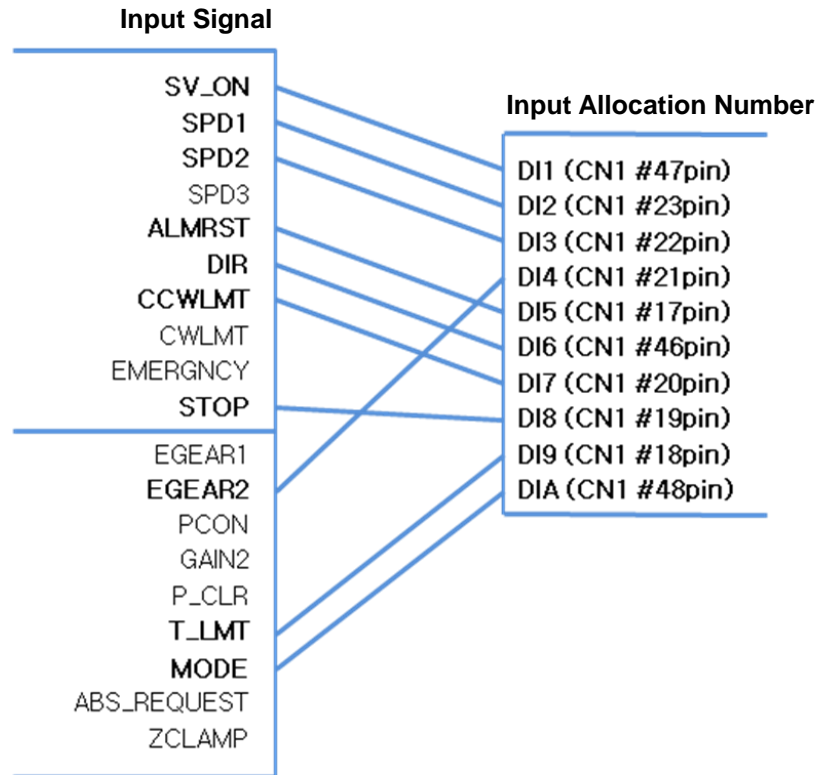 Input Signal
SV_ON
SPD1
SPD2
SPD3
ALMRST
DIR
CCWLMT
CWLMT
EMERGNCY
STOP
EGEAR1
EGEAR2
PCON
GAIN2
P_CLR
T_LMT
MODE
ABS_REQUEST
ZCLAMP
Input Allocation Number
DI1 (CN1 #47pin)
DI2 (CN1 #23pin)
DI3 (CN1 #22pin)
DI4 (CN1 #21pin)
DI5 (CN1 #17pin)
DI6 (CN1 #46pin)
DI7 (CN1 #20pin)
DI8 (CN1 #19pin)
DI9 (CN1 #18pin)
DIA (CN1 #48pin)